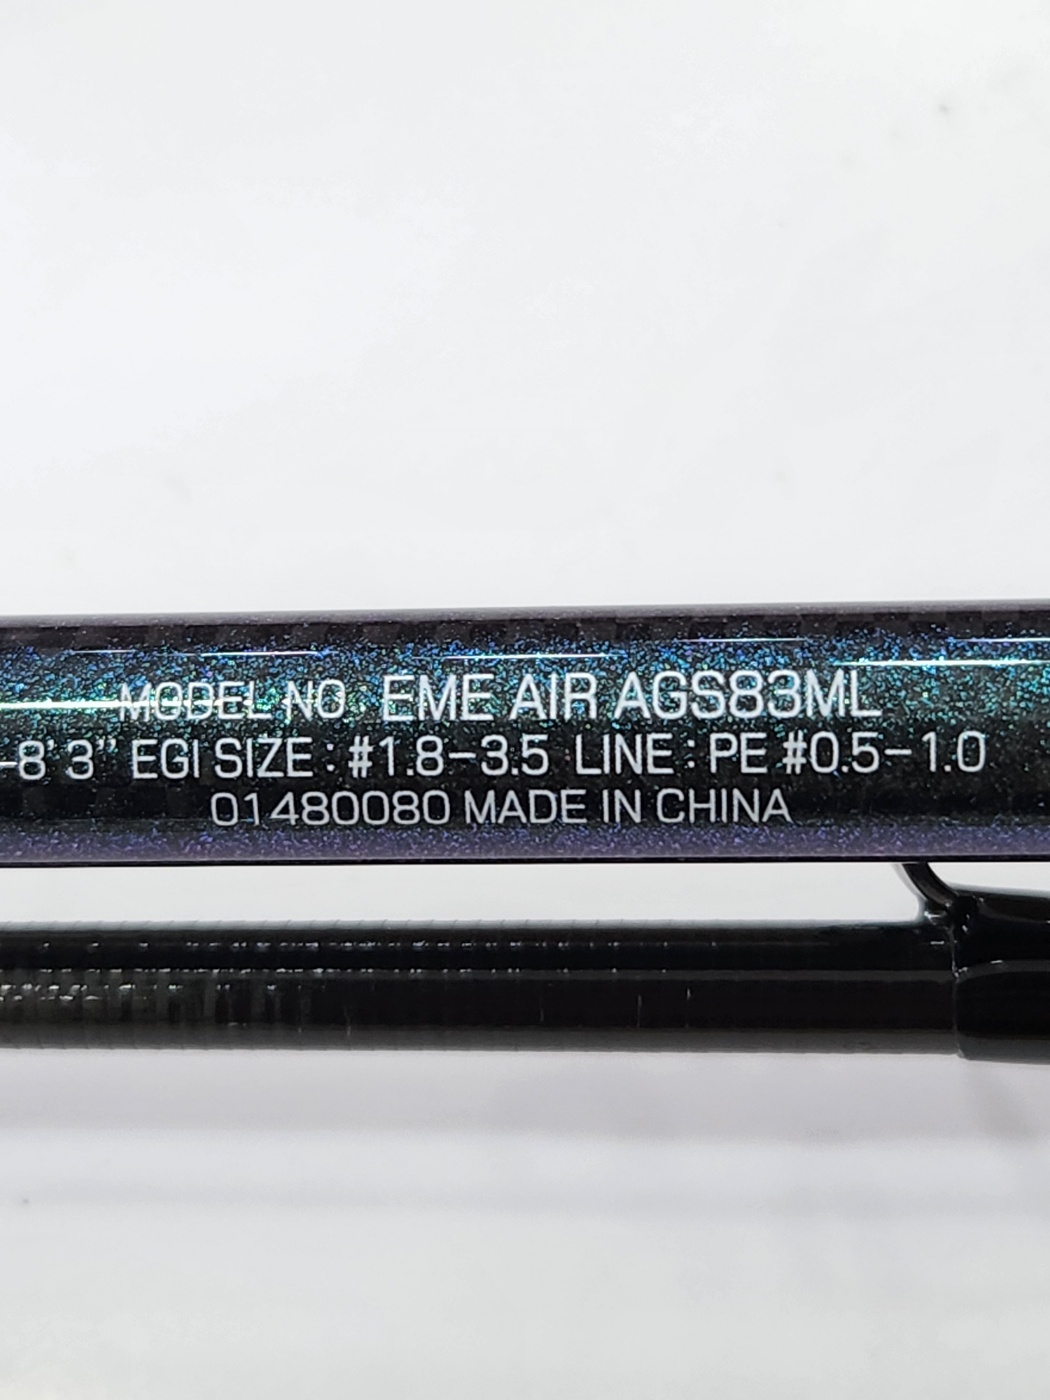 MODEL NO. EME AIR AGS83ML
-8'3" EGI SIZE : #1.8-3.5 LINE : PE #0.5-1.0
01480080 MADE IN CHINA